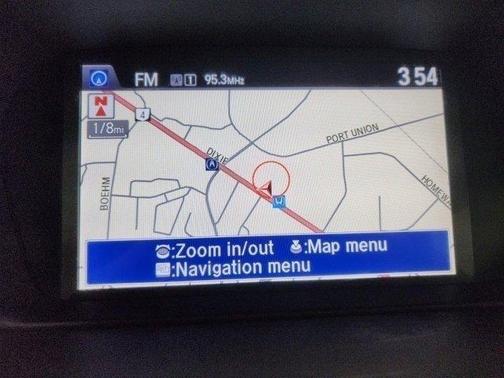 FM A 1 95.3MHz 3 54
N
1/8mi
4
DIXIE
PORT UNION
BOEHM
HOMEW
:Zoom in/out :Map menu
:Navigation menu